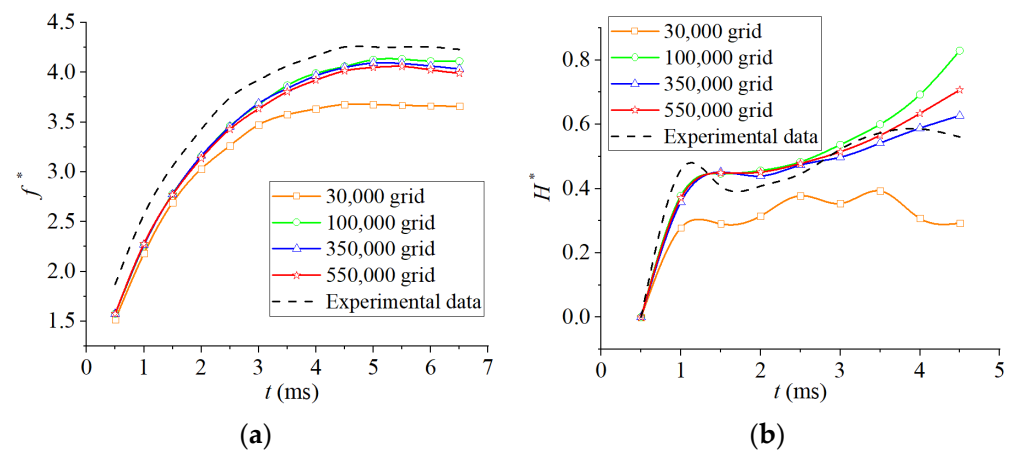 4.5
4.0
3.5
3.0
2.5
2.0
1.5
f*
30,000 grid
100,000 grid
350,000 grid
550,000 grid
Experimental data
0 1 2 3 4 5 6 7
t (ms)
(a)
30,000 grid
100,000 grid
350,000 grid
550,000 grid
Experimental data
0.8
0.6
0.4
0.2
0.0
H*
0 1 2 3 4 5
t (ms)
(b)